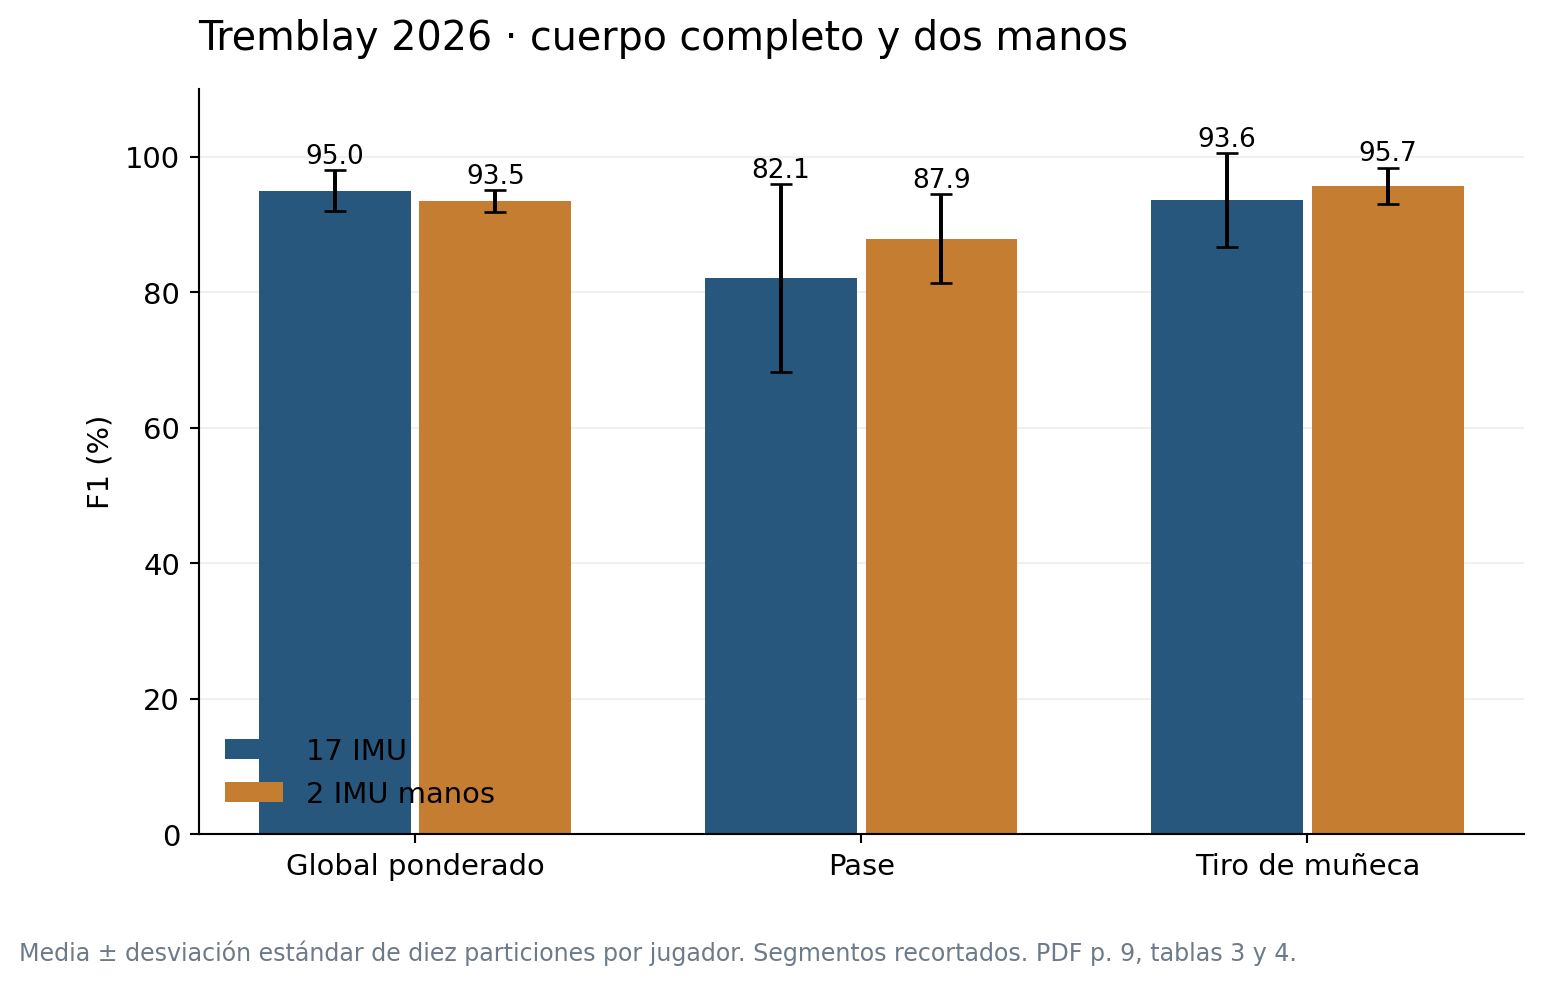 Tremblay 2026 · cuerpo completo y dos manos
F1 (%)
100
80
60
40
20
0
95.0
93.5
82.1
87.9
93.6
95.7
17 IMU
2 IMU manos
Global ponderado
Pase
Tiro de muñeca
Media ± desviación estándar de diez particiones por jugador. Segmentos recortados. PDF p. 9, tablas 3 y 4.